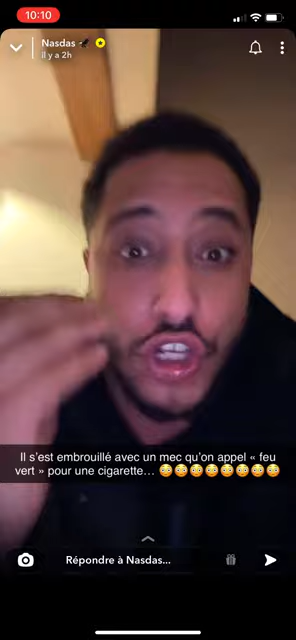 10:10
Nasdas
Il y a 2h
Il s'est embrouillé avec un mec qu'on appel « feu
vert » pour une cigarette... 😳😳😳😳😳😳😳😳
Répondre à Nasdas...